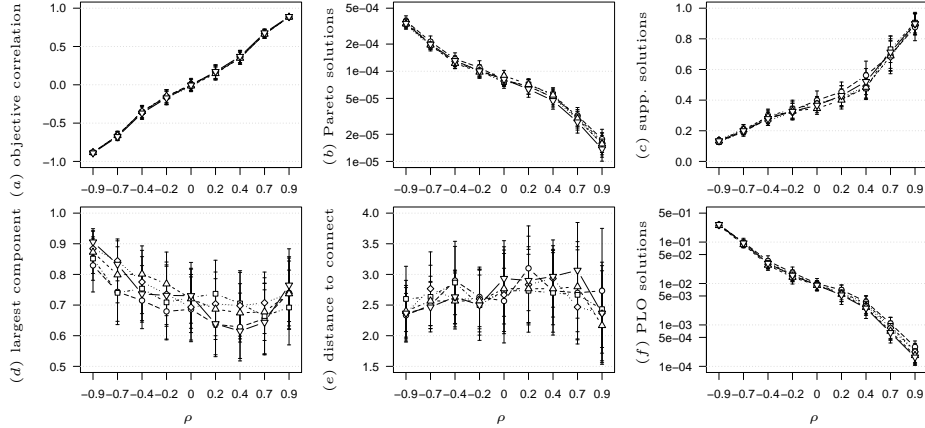 (a) objective correlation
1.0
0.5
0.0
−0.5
−1.0
−0.9 −0.7 −0.4 −0.2 0 0.2 0.4 0.7 0.9
(b) Pareto solutions
5e−04
1e−04
5e−05
1e−05
−0.9 −0.7 −0.4 −0.2 0 0.2 0.4 0.7 0.9
(c) supp. solutions
1.0
0.8
0.6
0.4
0.2
0.0
−0.9 −0.7 −0.4 −0.2 0 0.2 0.4 0.7 0.9
(d) largest component
1.0
0.9
0.8
0.7
0.6
0.5
−0.9 −0.7 −0.4 −0.2 0 0.2 0.4 0.7 0.9
ρ
(e) distance to connect
4.0
3.5
3.0
2.5
2.0
1.5
−0.9 −0.7 −0.4 −0.2 0 0.2 0.4 0.7 0.9
ρ
(f) PLO solutions
5e−01
1e−01
5e−02
1e−02
5e−03
1e−03
5e−04
1e−04
−0.9 −0.7 −0.4 −0.2 0 0.2 0.4 0.7 0.9
ρ